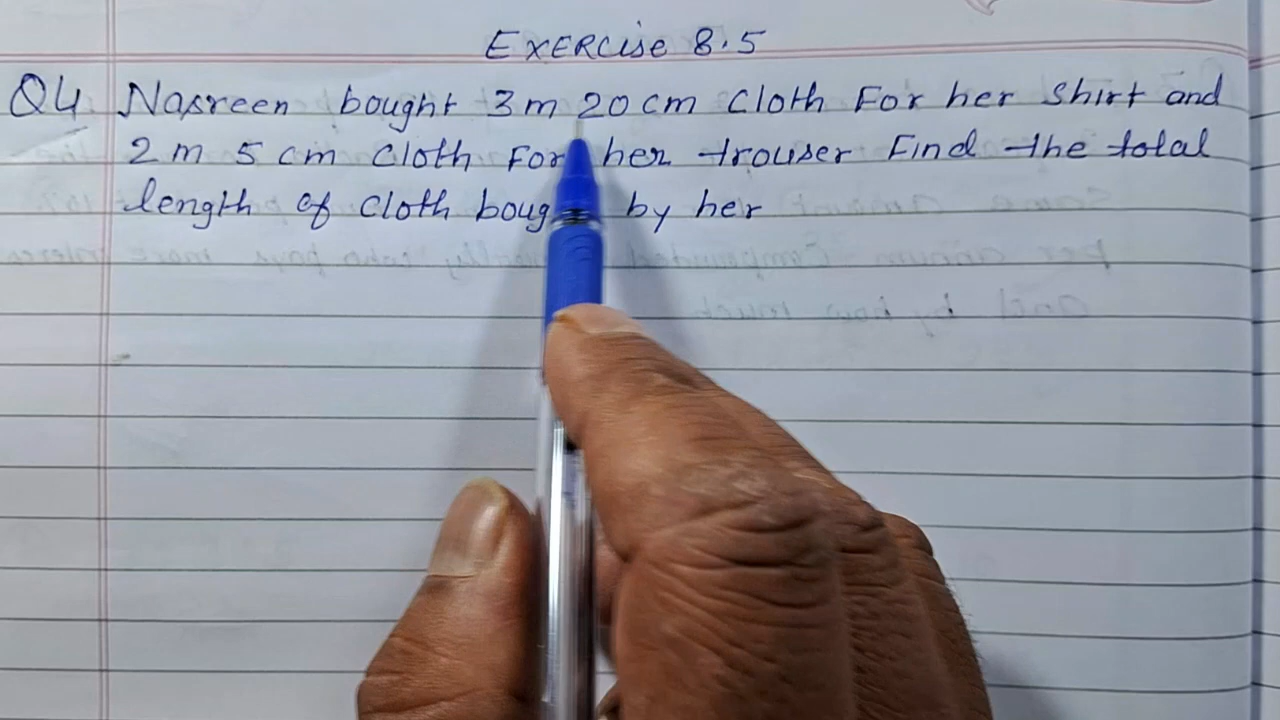 Exercise 8.5
Q4 Nasreen bought 3m 20cm cloth For her shirt and
2m 5cm cloth For her trouser Find the total
length of cloth boug by her